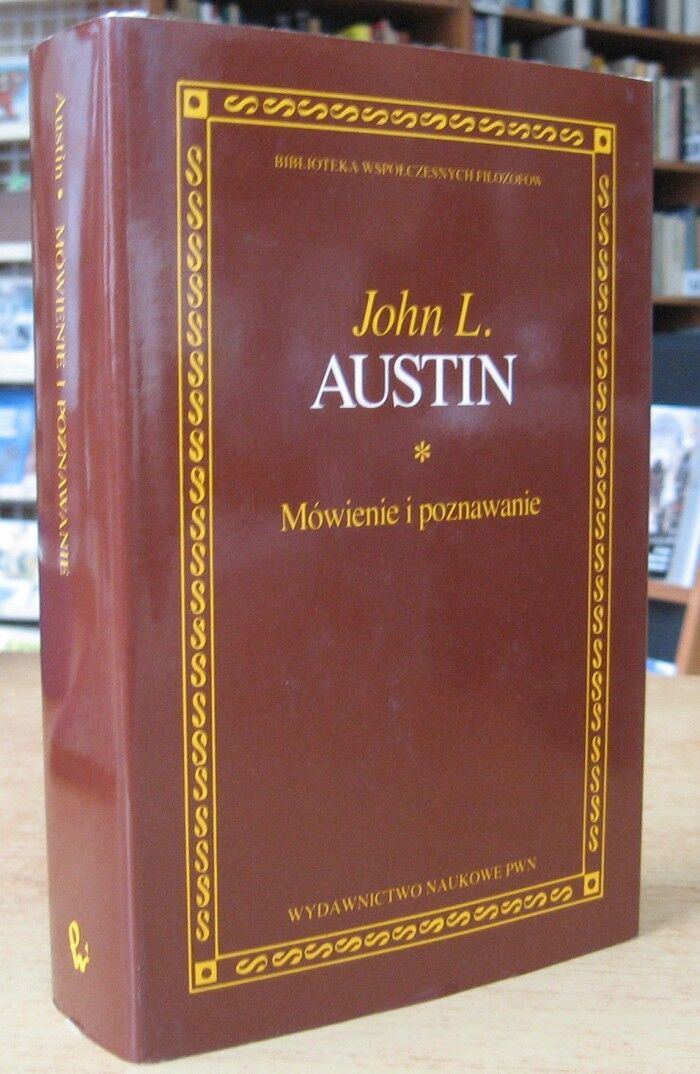 Austin • MÓWIENIE I POZNAWANIE
BIBLIOTEKA WSPÓŁCZESNYCH FILOZOFÓW
John L.
AUSTIN
*
Mówienie i poznawanie
WYDAWNICTWO NAUKOWE PWN